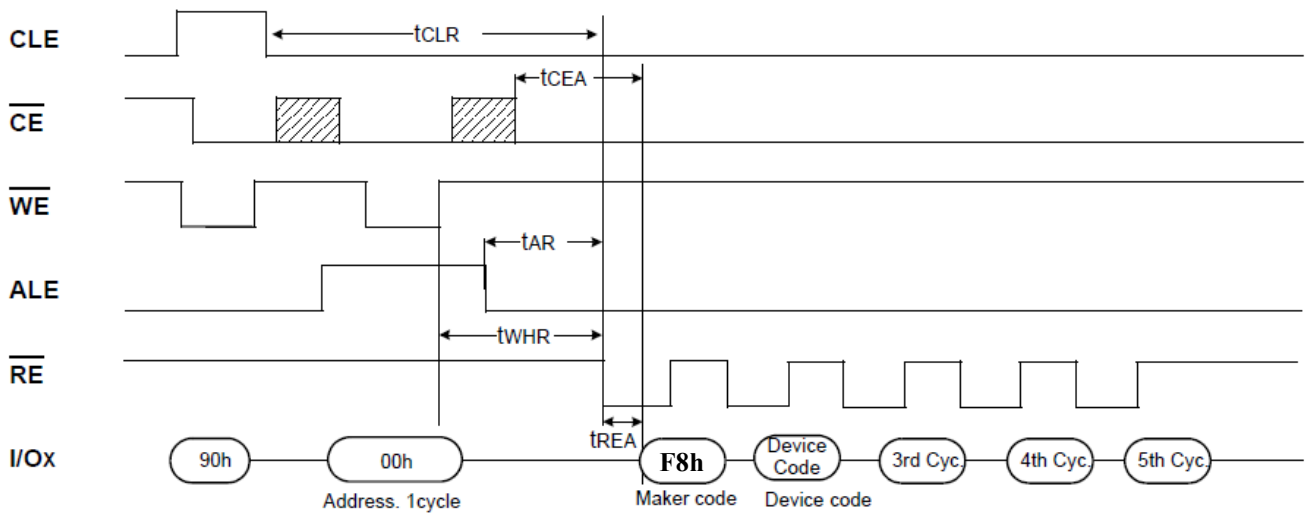 CLE
tCLR
tCEA
CE
WE
tAR
ALE
tWHR
RE
tREA
I/Ox
90h
00h
F8h
Device
Code
3rd Cyc.
4th Cyc.
5th Cyc.
Address. 1cycle
Maker code
Device code